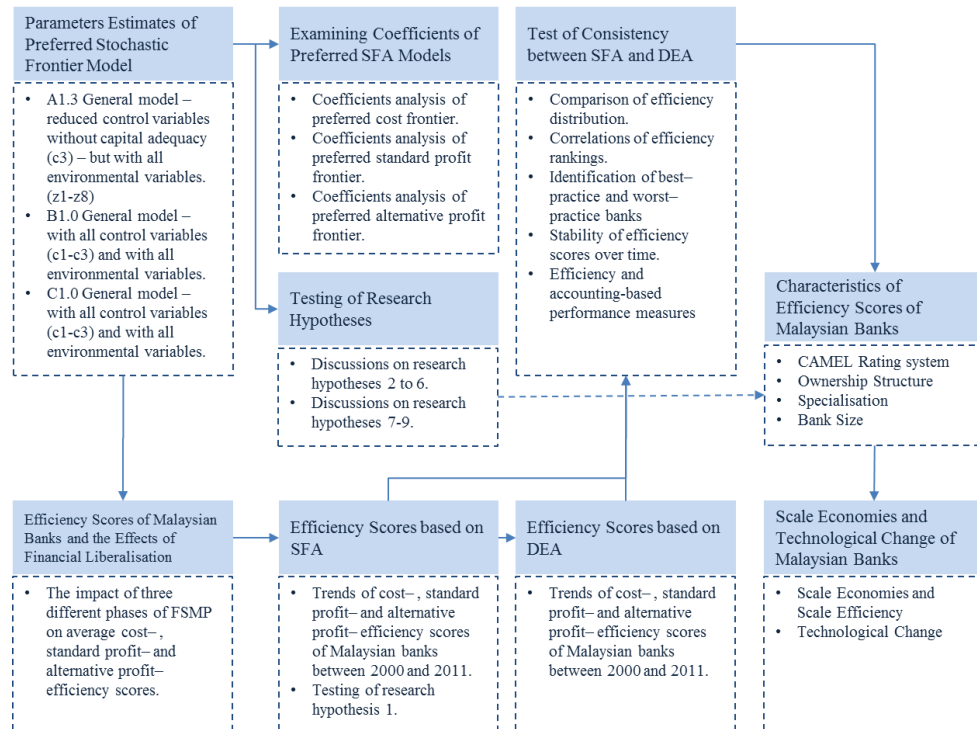 Parameters Estimates of
Preferred Stochastic
Frontier Model
• A1.3 General model –
reduced control variables
without capital adequacy
(c3) – but with all
environmental variables.
(z1-z8)
• B1.0 General model –
with all control variables
(c1-c3) and with all
environmental variables.
• C1.0 General model –
with all control variables
(c1-c3) and with all
environmental variables.
Examining Coefficients of
Preferred SFA Models
• Coefficients analysis of
preferred cost frontier.
• Coefficients analysis of
preferred standard profit
frontier.
• Coefficients analysis of
preferred alternative profit
frontier.
Testing of Research
Hypotheses
• Discussions on research
hypotheses 2 to 6.
• Discussions on research
hypotheses 7-9.
Test of Consistency
between SFA and DEA
• Comparison of efficiency
distribution.
• Correlations of efficiency
rankings.
• Identification of best–
practice and worst–
practice banks
• Stability of efficiency
scores over time.
• Efficiency and
accounting-based
performance measures
Characteristics of
Efficiency Scores of
Malaysian Banks
• CAMEL Rating system
• Ownership Structure
• Specialisation
• Bank Size
Efficiency Scores of Malaysian
Banks and the Effects of
Financial Liberalisation
• The impact of three
different phases of FSMP
on average cost– ,
standard profit– and
alternative profit–
efficiency scores.
Efficiency Scores based on
SFA
• Trends of cost– , standard
profit– and alternative
profit– efficiency scores
of Malaysian banks
between 2000 and 2011.
• Testing of research
hypothesis 1.
Efficiency Scores based on
DEA
• Trends of cost– , standard
profit– and alternative
profit– efficiency scores
of Malaysian banks
between 2000 and 2011.
Scale Economies and
Technological Change of
Malaysian Banks
• Scale Economies and
Scale Efficiency
• Technological Change